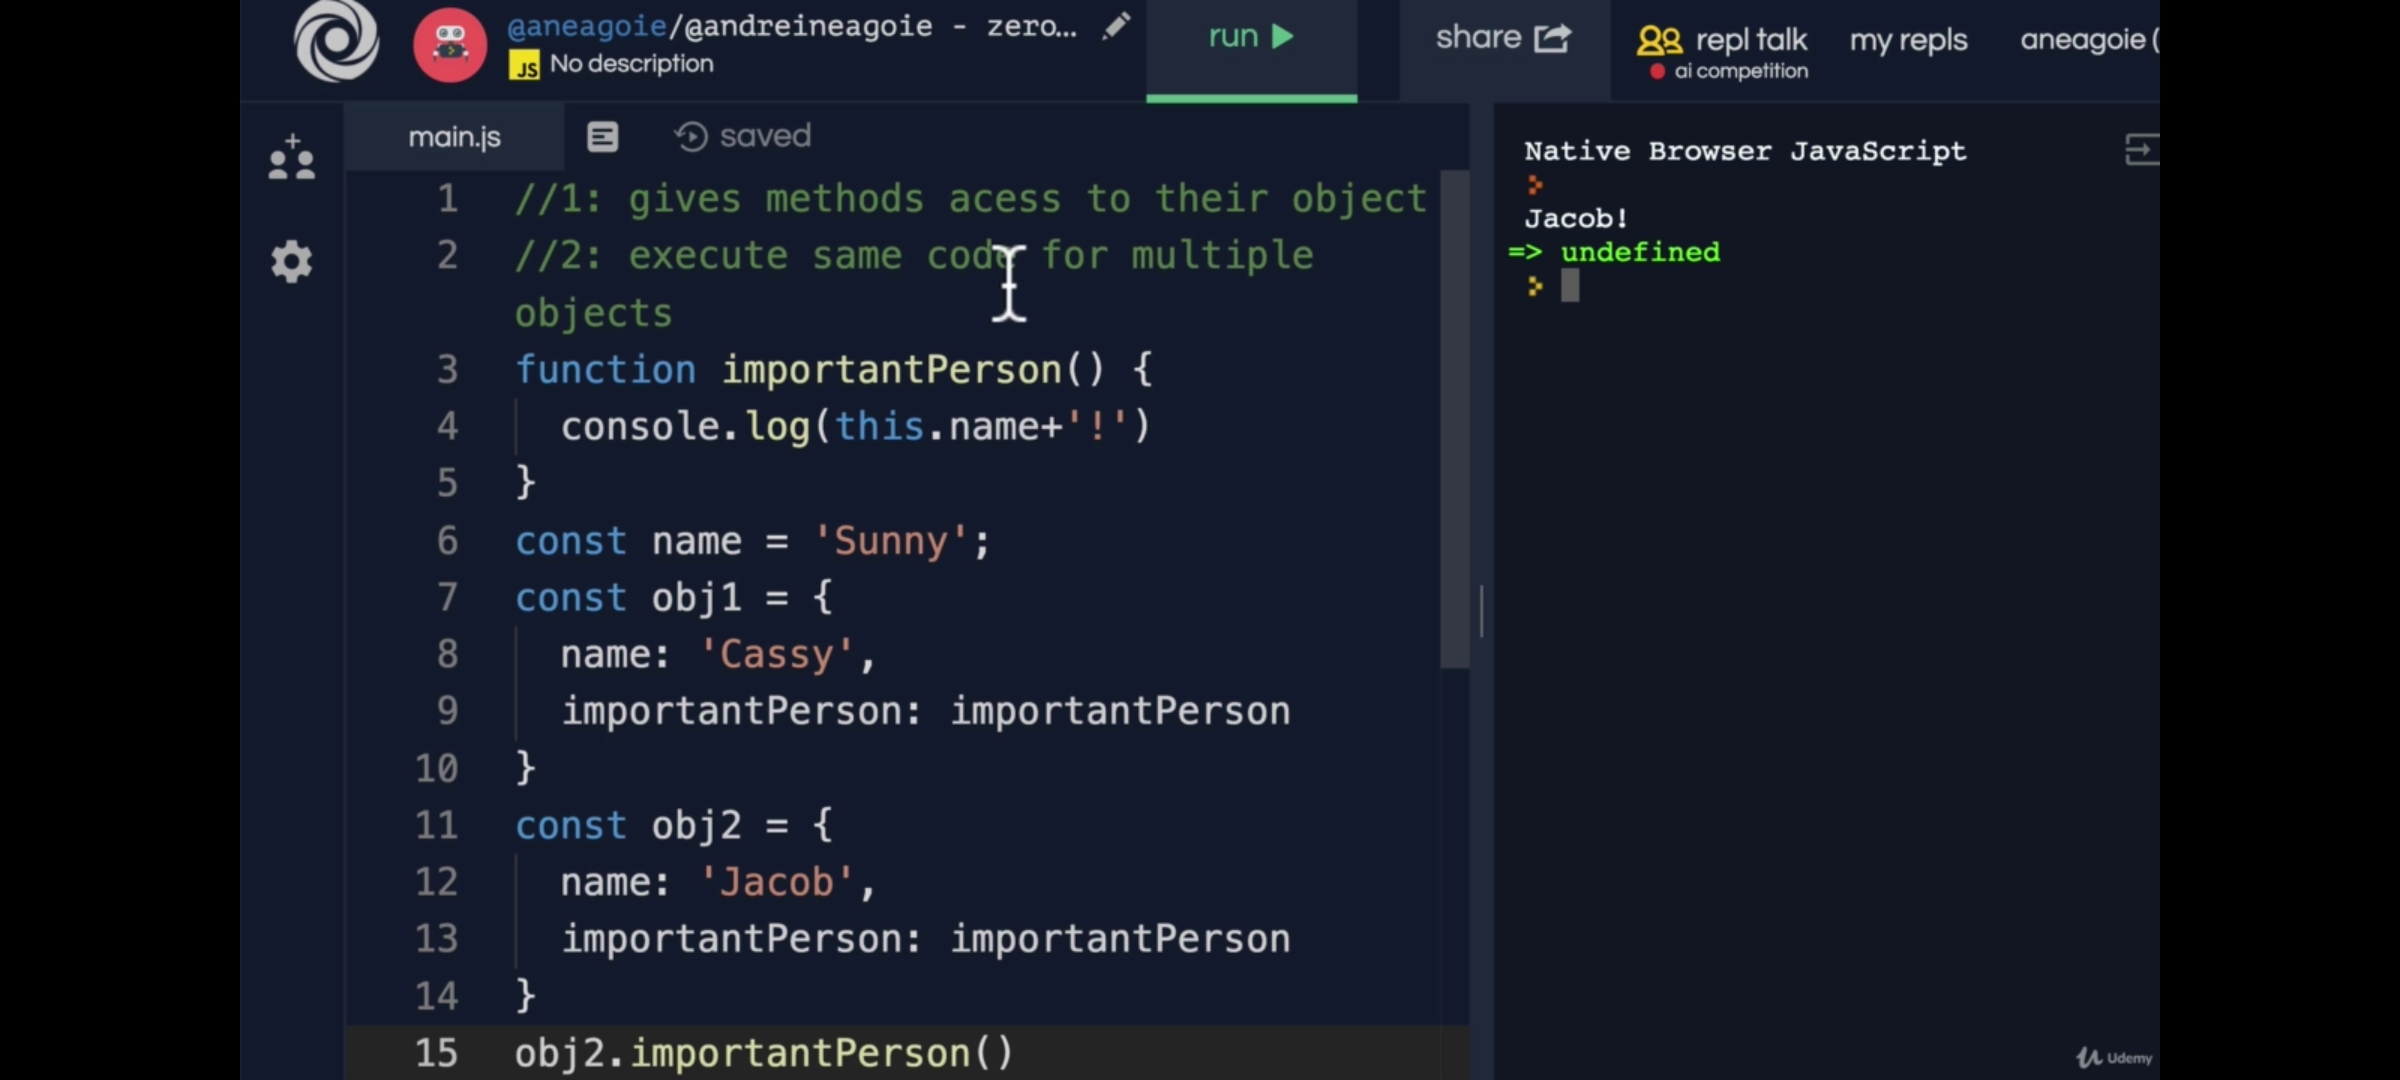 @aneagoie/@andreineagoie - zero...
JS No description
run
share
repl talk
ai competition
my repls
aneagoie (
main.js
saved
1 //1: gives methods acess to their object
2 //2: execute same code for multiple
objects
3 function importantPerson() {
4 console.log(this.name+'!')
5 }
6 const name = 'Sunny';
7 const obj1 = {
8 name: 'Cassy',
9 importantPerson: importantPerson
10 }
11 const obj2 = {
12 name: 'Jacob',
13 importantPerson: importantPerson
14 }
15 obj2.importantPerson()
Native Browser JavaScript
Jacob!
=> undefined
Udemy